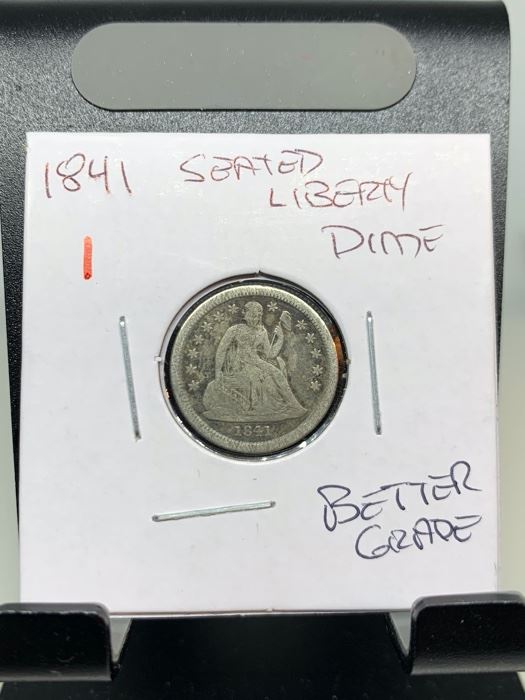 1841 SEATED
LIBERTY
DIME
I
1841
BETTER
GRADE